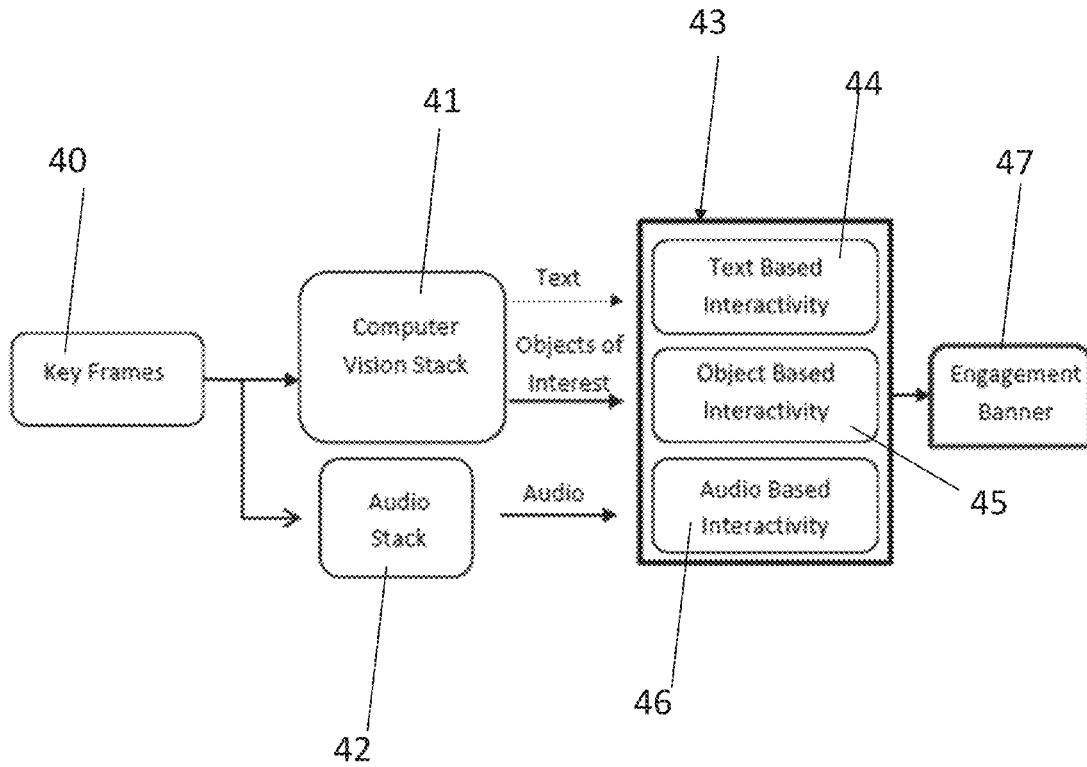 43
44
41
47
40
Text Based
Interactivity
Text
Computer
Vision Stack
Objects of
Interest
Key Frames
Object Based
Interactivity
Engagement
Banner
Audio
Stack
Audio
Audio Based
Interactivity
45
46
42